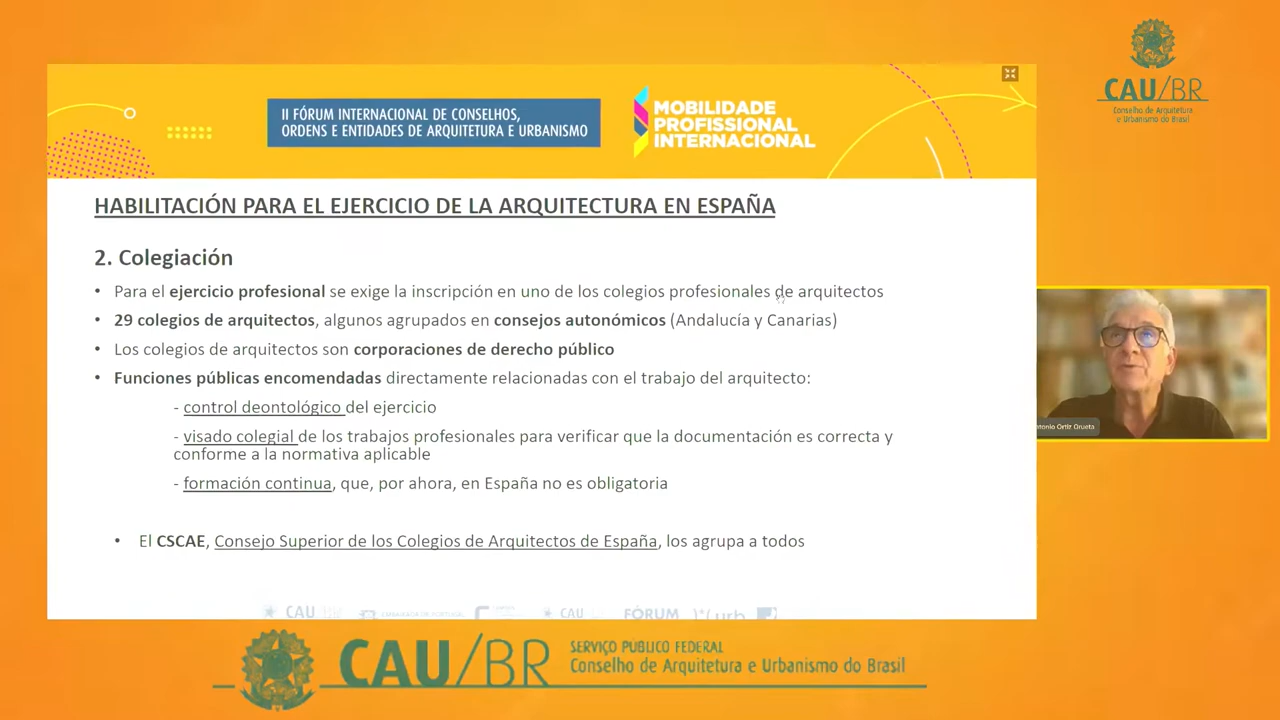 CAU/BR
Conselho de Arquitetura
e Urbanismo do Brasil
II FÓRUM INTERNACIONAL DE CONSELHOS,
ORDENS E ENTIDADES DE ARQUITETURA E URBANISMO
MOBILIDADE
PROFISSIONAL
INTERNACIONAL
HABILITACIÓN PARA EL EJERCICIO DE LA ARQUITECTURA EN ESPAÑA
2. Colegiación
• Para el ejercicio profesional se exige la inscripción en uno de los colegios profesionales de arquitectos
• 29 colegios de arquitectos, algunos agrupados en consejos autonómicos (Andalucía y Canarias)
• Los colegios de arquitectos son corporaciones de derecho público
• Funciones públicas encomendadas directamente relacionadas con el trabajo del arquitecto:
- control deontológico del ejercicio
- visado colegial de los trabajos profesionales para verificar que la documentación es correcta y
conforme a la normativa aplicable
- formación continua, que, por ahora, en España no es obligatoria
• El CSCAE, Consejo Superior de los Colegios de Arquitectos de España, los agrupa a todos
Ortiz Orueta
CAU
CAU
FÓRUM
CAU/BR
SERVIÇO PÚBLICO FEDERAL
Conselho de Arquitetura e Urbanismo do Brasil